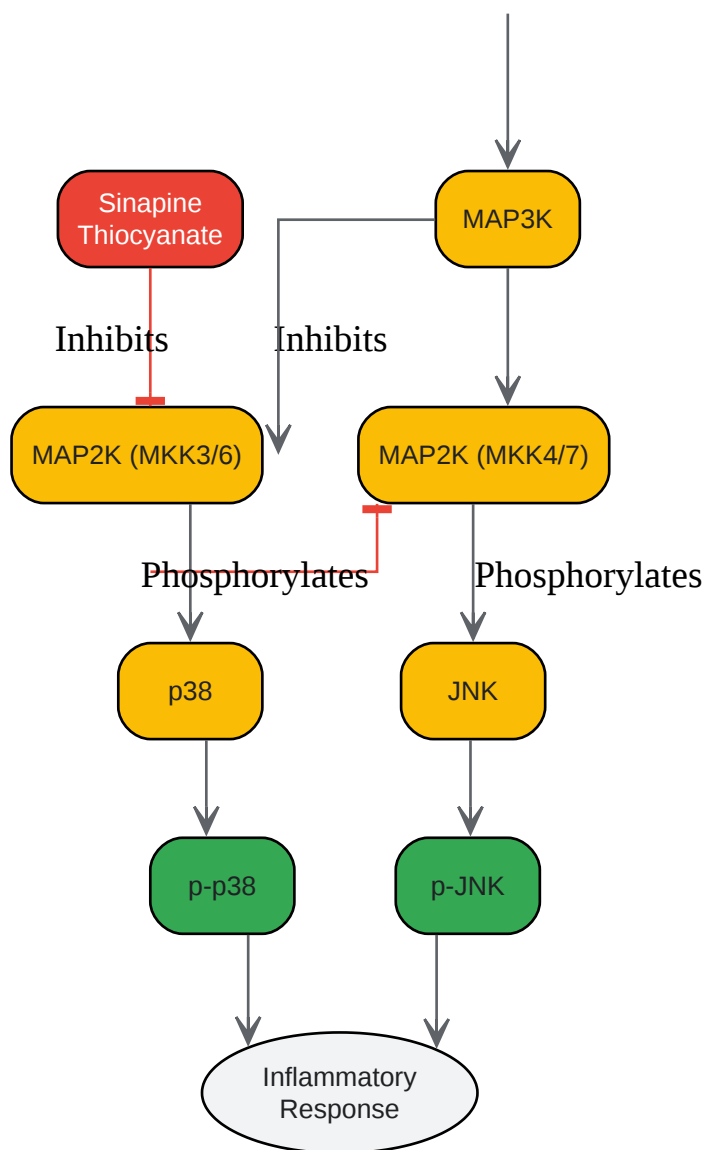 Sinapine
Thiocyanate
MAP3K
Inhibits
Inhibits
MAP2K (MKK3/6)
MAP2K (MKK4/7)
Phosphorylates
Phosphorylates
p38
JNK
p-p38
p-JNK
Inflammatory
Response